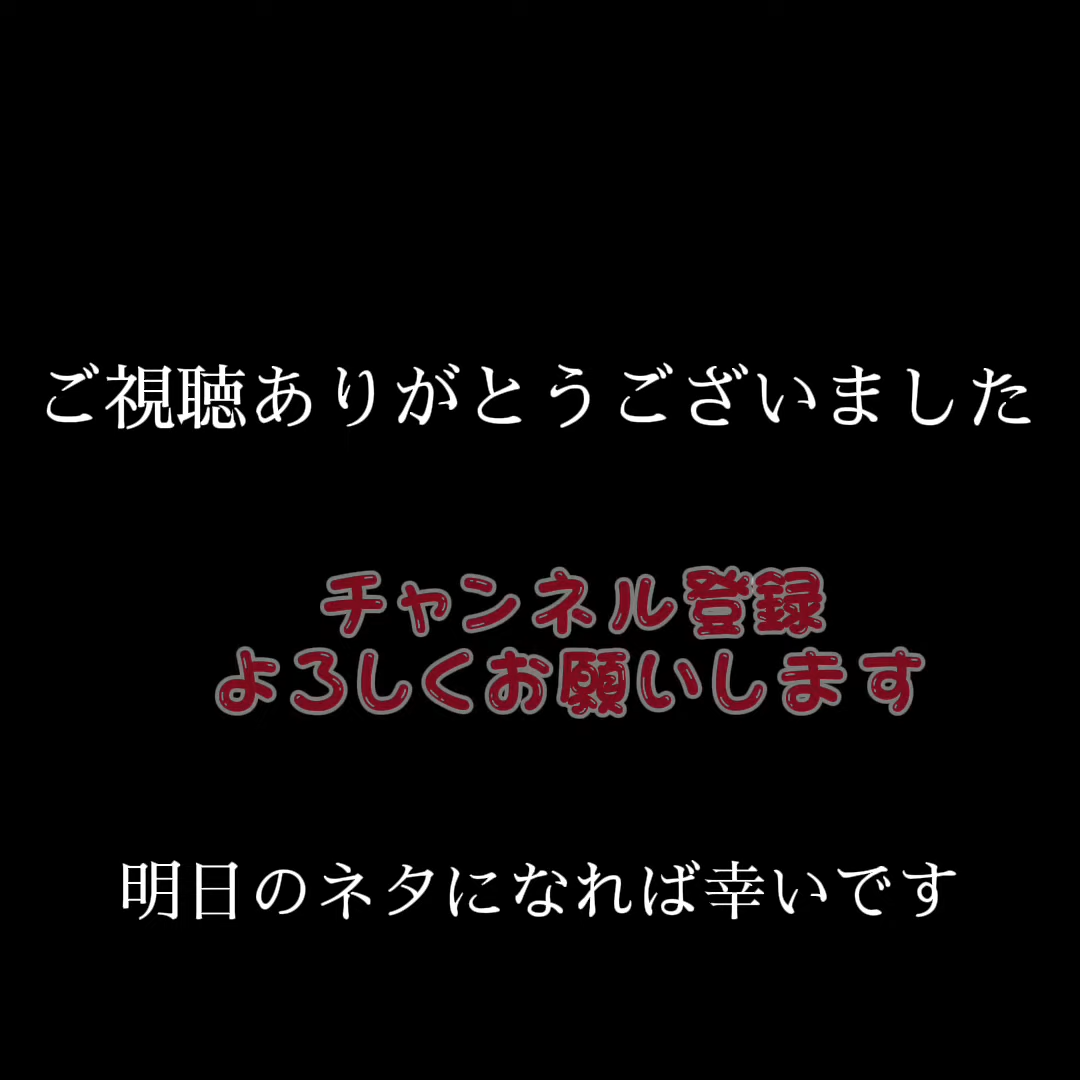 ご視聴ありがとうございました
チャンネル登録
よろしくお願いします
明日のネタになれば幸いです